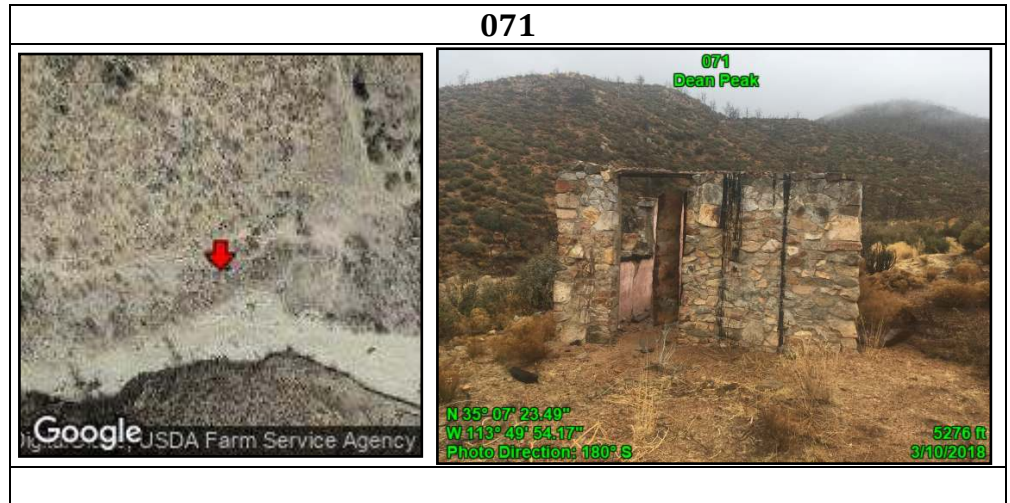 071
071
Dean Peak
N 35° 07' 23.49"
W 113° 49' 54.17"
Photo Direction: 180° S
5276 ft
3/10/2018
Google
USDA Farm Service Agency